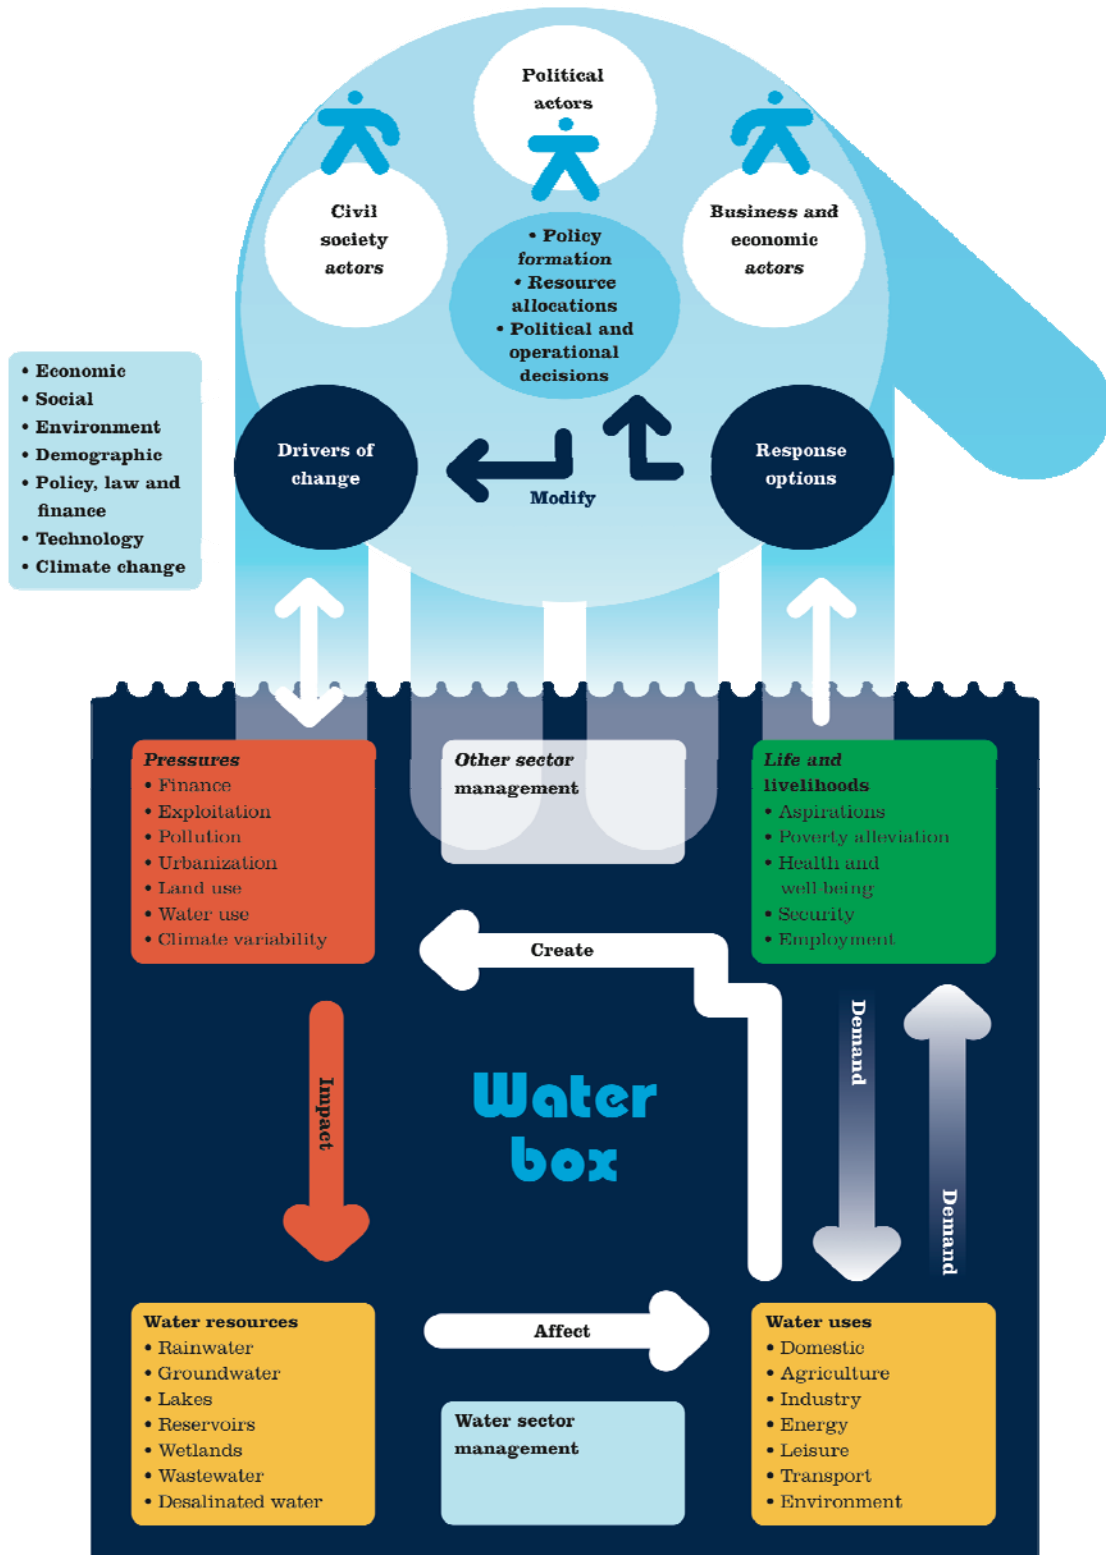 Political
actors
Civil
society
actors
Business and
economic
actors
• Policy
formation
• Resource
allocations
• Political and
operational
decisions
• Economic
• Social
• Environment
• Demographic
• Policy, law and
finance
• Technology
• Climate change
Drivers of
change
Modify
Response
options
Pressures
• Finance
• Exploitation
• Pollution
• Urbanization
• Land use
• Water use
• Climate variability
Other sector
management
Life and
livelihoods
• Aspirations
• Poverty alleviation
• Health and
well-being
• Security
• Employment
Create
Impact
Demand
Demand
Water
box
Water resources
• Rainwater
• Groundwater
• Lakes
• Reservoirs
• Wetlands
• Wastewater
• Desalinated water
Affect
Water sector
management
Water uses
• Domestic
• Agriculture
• Industry
• Energy
• Leisure
• Transport
• Environment